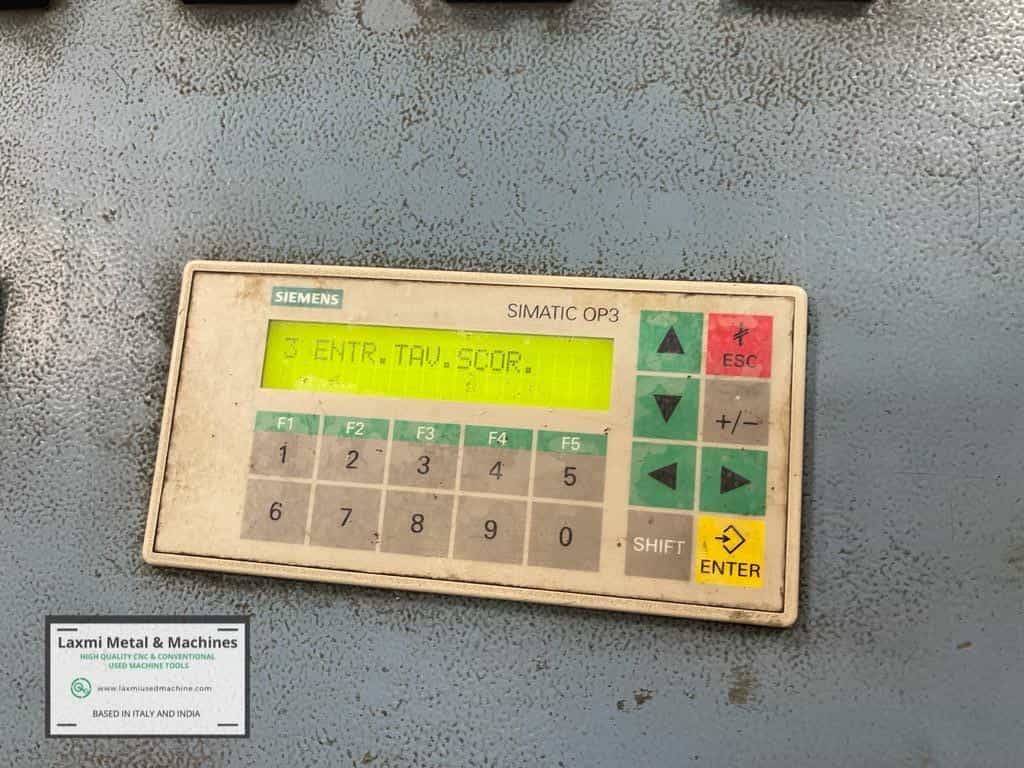 SIEMENS
SIMATIC OP3
3 ENTR.TAV.SCOR.
ESC
+/−
F1 F2 F3 F4 F5
1 2 3 4 5
6 7 8 9 0
SHIFT
ENTER
Laxmi Metal & Machines
HIGH QUALITY CNC & CONVENTIONAL
USED MACHINE TOOLS
www.laxmiusedmachine.com
BASED IN ITALY AND INDIA